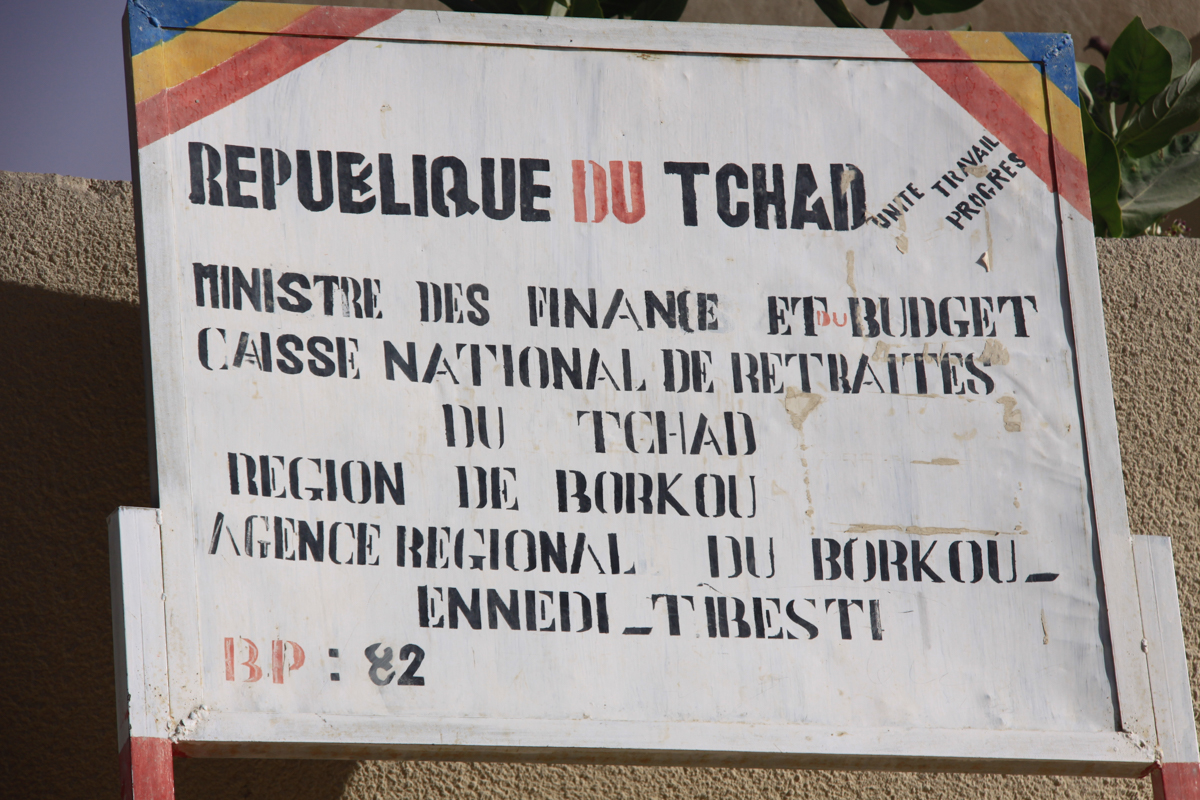 REPUBLIQUE DU TCHAD
UNITE TRAVAIL
PROGRES
MINISTRE DES FINANCE ET DU BUDGET
CAISSE NATIONAL DE RETRAITES
DU TCHAD
REGION DE BORKOU
AGENCE REGIONAL DU BORKOU_
ENNEDI_TIBESTI
BP : 82